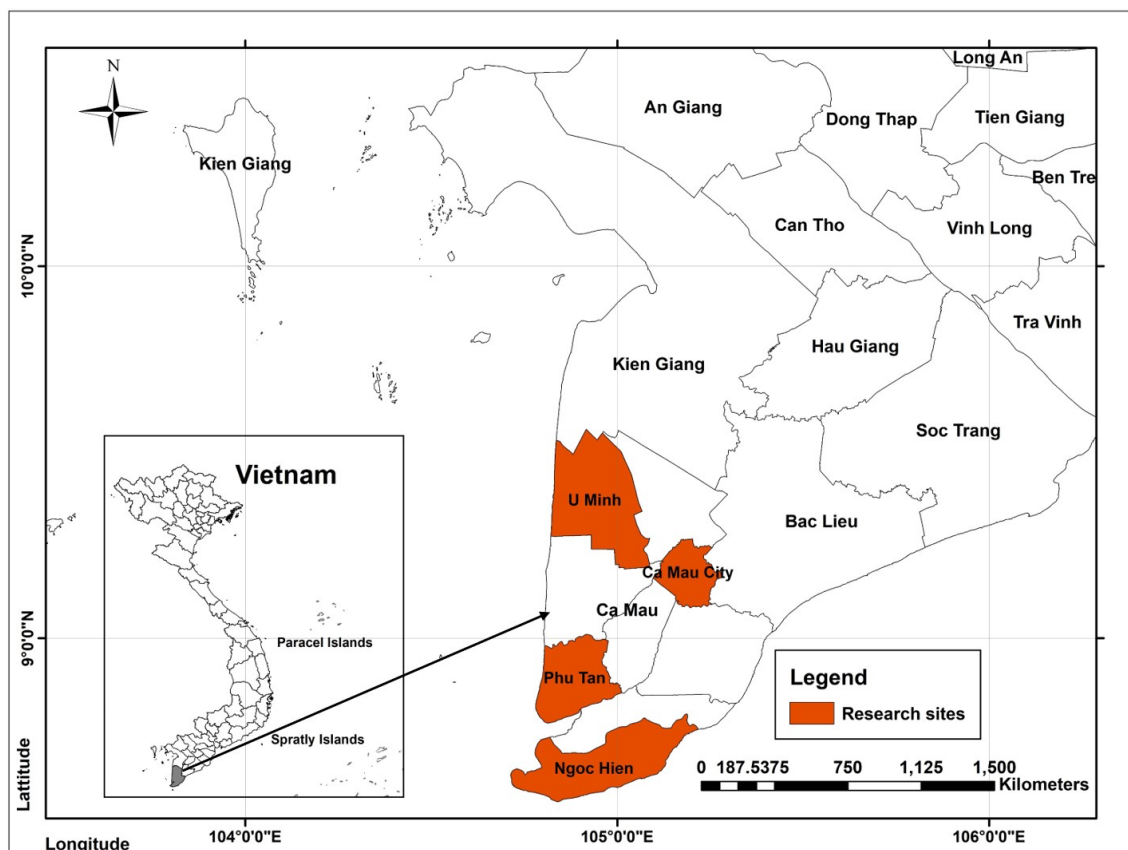 N
Long An
An Giang
Dong Thap
Tien Giang
Kien Giang
Ben Tre
Can Tho
Vinh Long
10°0'0"N
Tra Vinh
Hau Giang
Kien Giang
Soc Trang
Vietnam
U Minh
Bac Lieu
Ca Mau City
Ca Mau
Paracel Islands
9°0'0"N
Phu Tan
Legend
Research sites
Spratly Islands
Ngoc Hien
0 187.5375 750 1,125 1,500
Kilometers
Latitude
Longitude
104°0'0"E
105°0'0"E
106°0'0"E